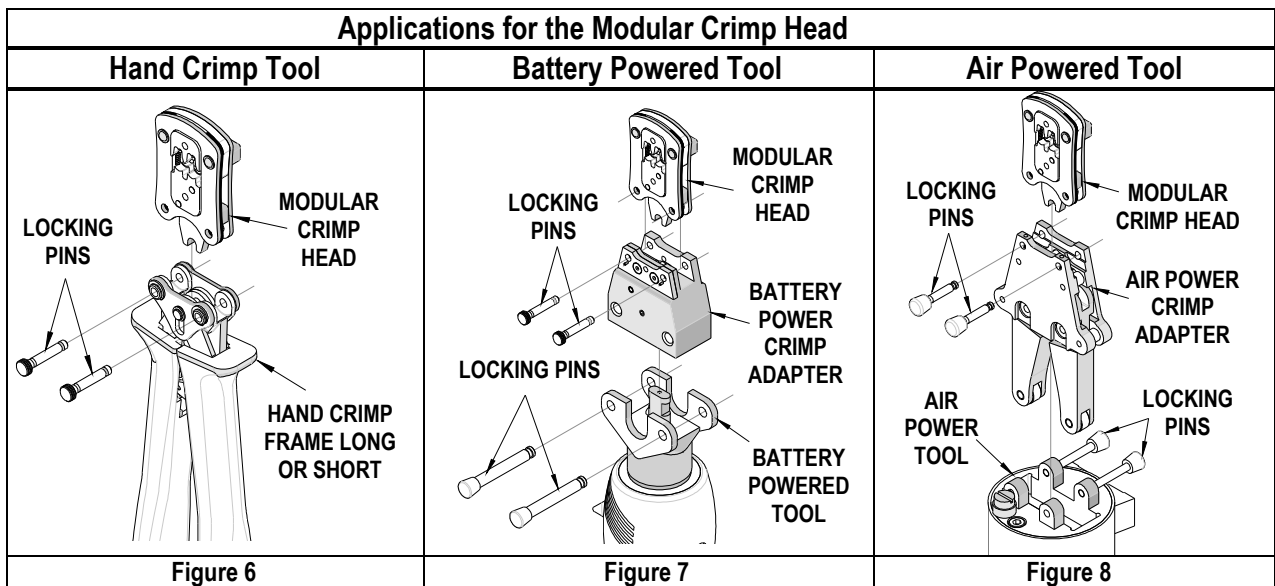 Applications for the Modular Crimp Head
Hand Crimp Tool
Battery Powered Tool
Air Powered Tool
LOCKING
PINS
MODULAR
CRIMP
HEAD
HAND CRIMP
FRAME LONG
OR SHORT
LOCKING
PINS
MODULAR
CRIMP
HEAD
BATTERY
POWER
CRIMP
ADAPTER
LOCKING PINS
BATTERY
POWERED
TOOL
LOCKING
PINS
MODULAR
CRIMP HEAD
AIR POWER
CRIMP
ADAPTER
AIR
POWER
TOOL
LOCKING
PINS
Figure 6
Figure 7
Figure 8